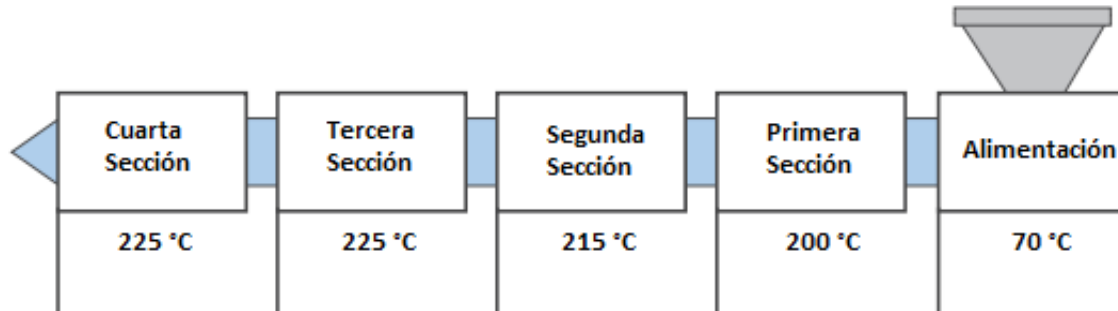 Cuarta
Sección
Tercera
Sección
Segunda
Sección
Primera
Sección
Alimentación
225 °C
225 °C
215 °C
200 °C
70 °C